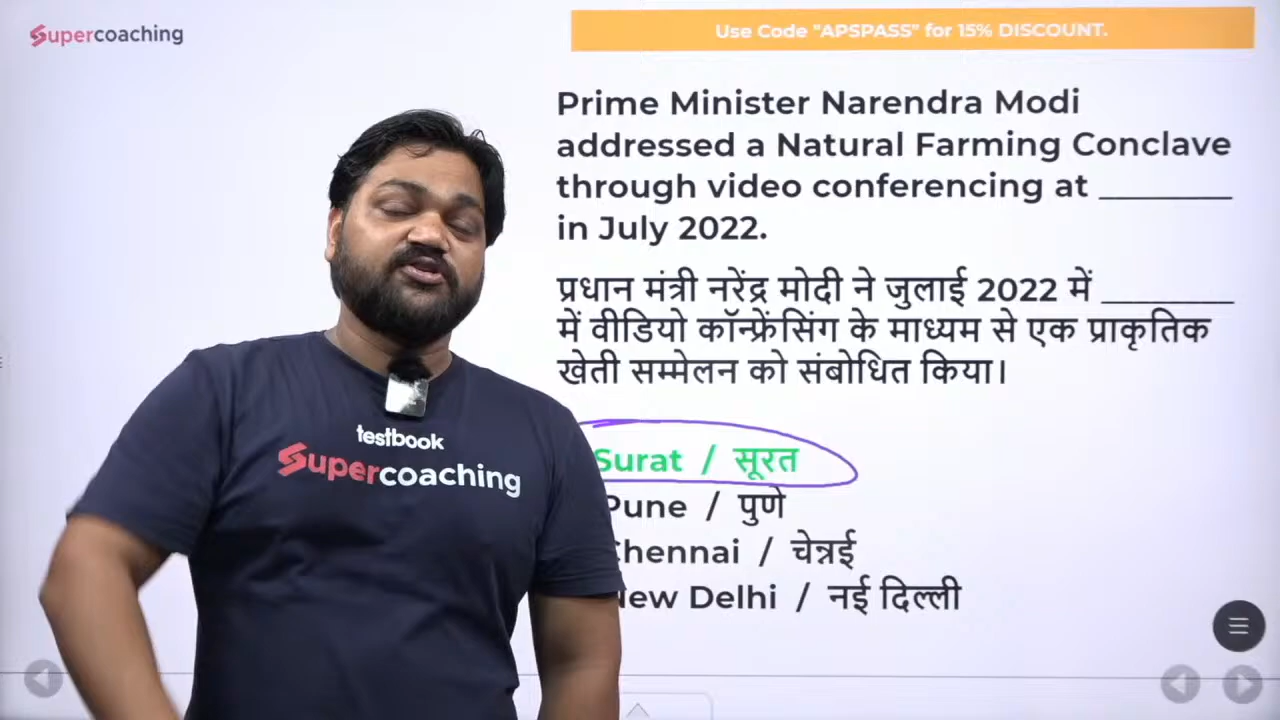 Supercoaching
Use Code "APSPASS" for 15% DISCOUNT.
Prime Minister Narendra Modi
addressed a Natural Farming Conclave
through video conferencing at ________
in July 2022.
प्रधान मंत्री नरेंद्र मोदी ने जुलाई 2022 में ________
में वीडियो कॉन्फ्रेंसिंग के माध्यम से एक प्राकृतिक
खेती सम्मेलन को संबोधित किया।
Surat / सूरत
Pune / पुणे
Chennai / चेन्नई
New Delhi / नई दिल्ली
testbook
Supercoaching